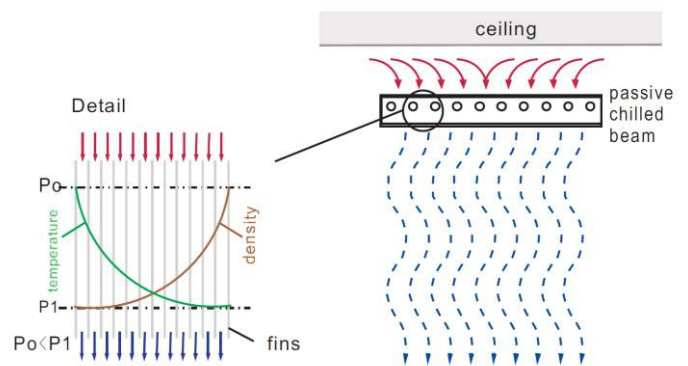 ceiling
Detail
passive
chilled
beam
Po
temperature
density
P1
Po<P1
fins